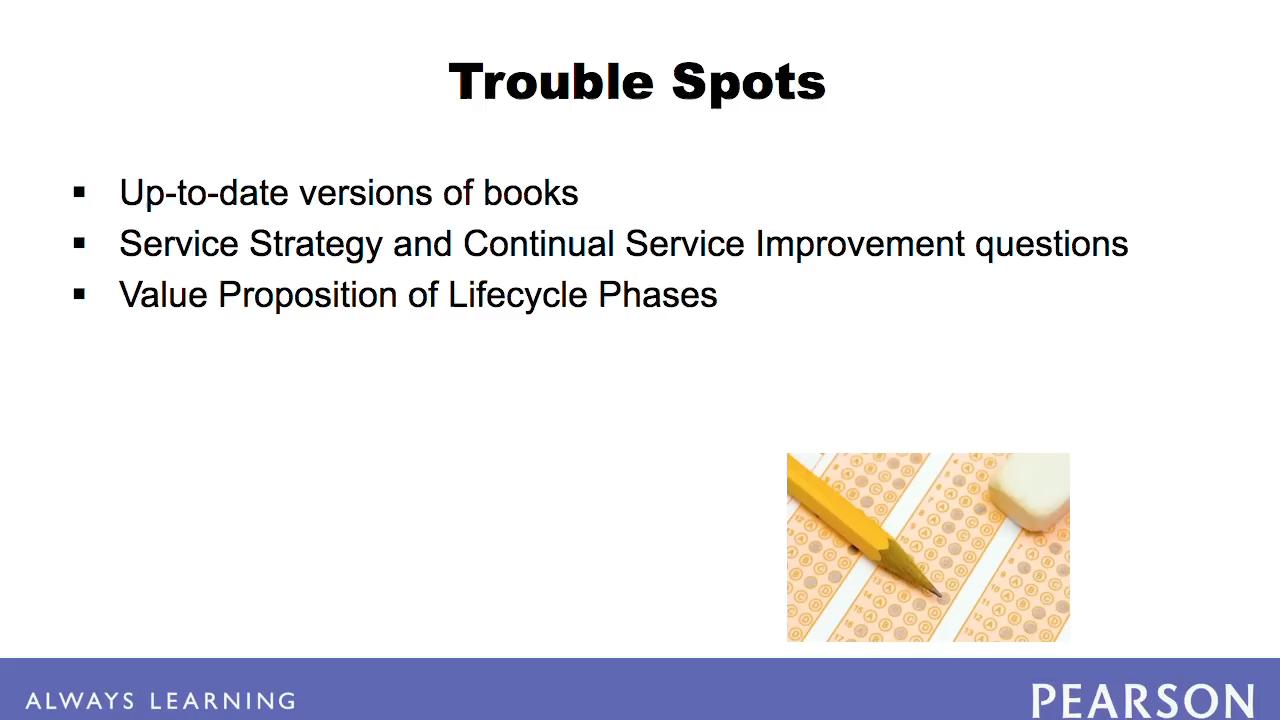 Trouble Spots
▪ Up-to-date versions of books
▪ Service Strategy and Continual Service Improvement questions
▪ Value Proposition of Lifecycle Phases
ALWAYS LEARNING
PEARSON